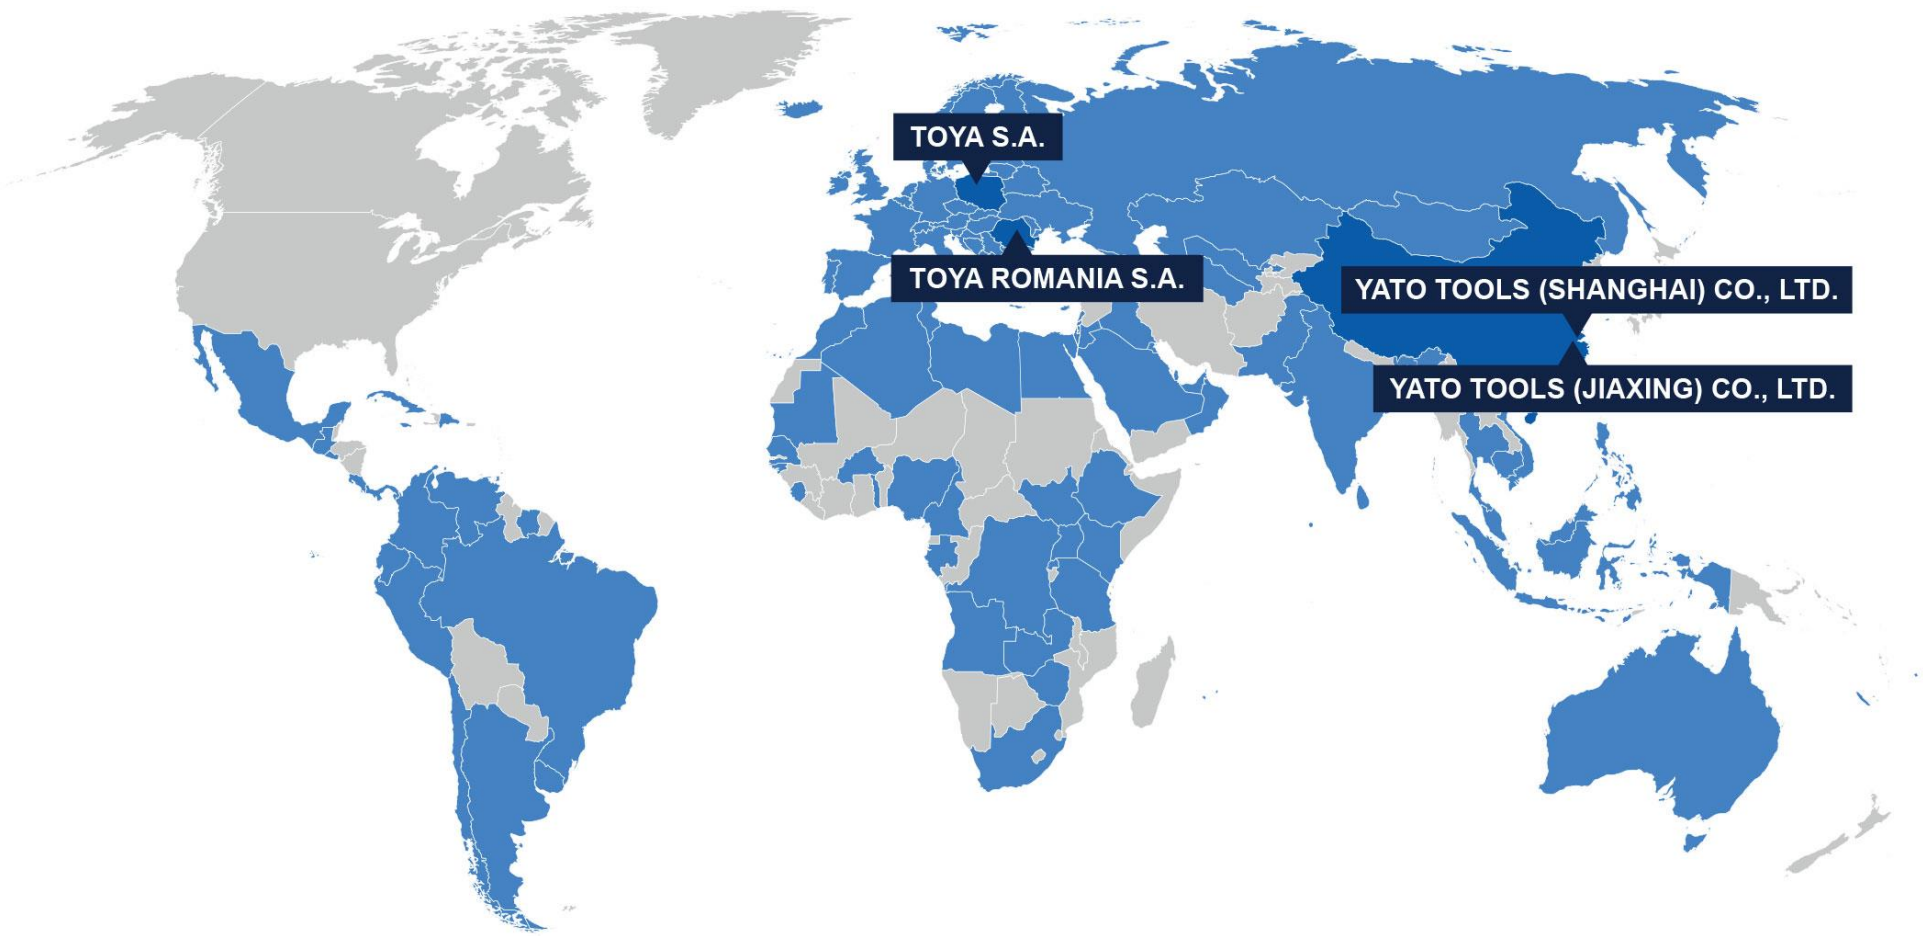 TOYA S.A.
TOYA ROMANIA S.A.
YATO TOOLS (SHANGHAI) CO., LTD.
YATO TOOLS (JIAXING) CO., LTD.